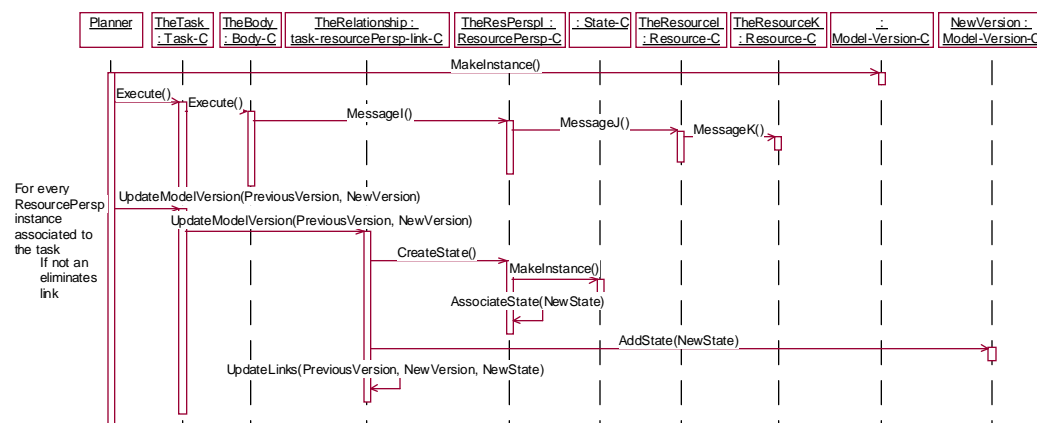 Planner
TheTask
: Task-C
TheBody
: Body-C
TheRelationship :
task-resourcePersp-link-C
TheResPerspI :
ResourcePersp-C
: State-C
TheResourceI
: Resource-C
TheResourceK
: Resource-C
:
Model-Version-C
NewVersion :
Model-Version-C
MakeInstance()
Execute()
Execute()
MessageI()
MessageJ()
MessageK()
For every
ResourcePersp
instance
associated to
the task
If not an
eliminates
link
UpdateModelVersion(PreviousVersion, NewVersion)
UpdateModelVersion(PreviousVersion, NewVersion)
CreateState()
MakeInstance()
AssociateState(NewState)
AddState(NewState)
UpdateLinks(PreviousVersion, NewVersion, NewState)